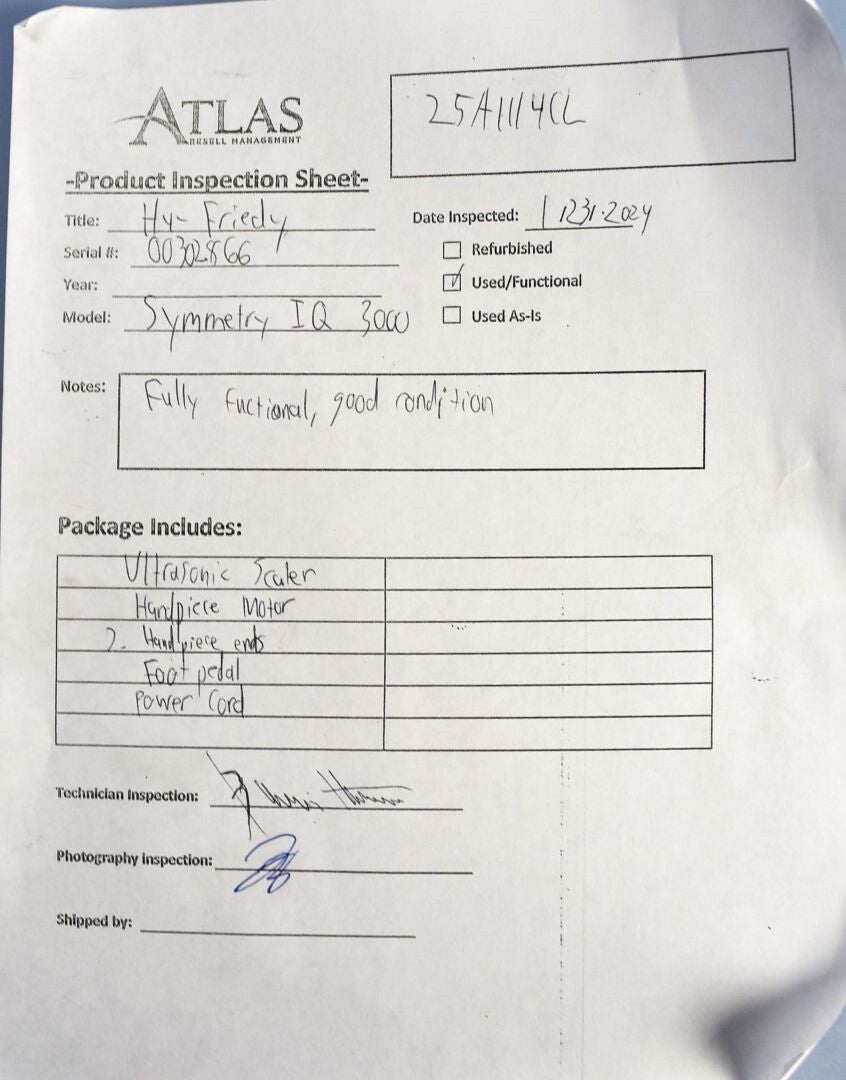 ATLAS
RESELL MANAGEMENT
25A1114CL
-Product Inspection Sheet-
Title: Hu-Friedy
Date Inspected: 1231·2024
Serial #: 00302866
Refurbished
Year:
Used/Functional
Model: Symmetry IQ 3000
Used As-Is
Notes: Fully fuctional, good condition
Package Includes:
Ultrasonic Scaler
Handpiece Motor
2. Handpiece ends
Foot pedal
Power Cord
Technician Inspection:
Photography inspection:
Shipped by: